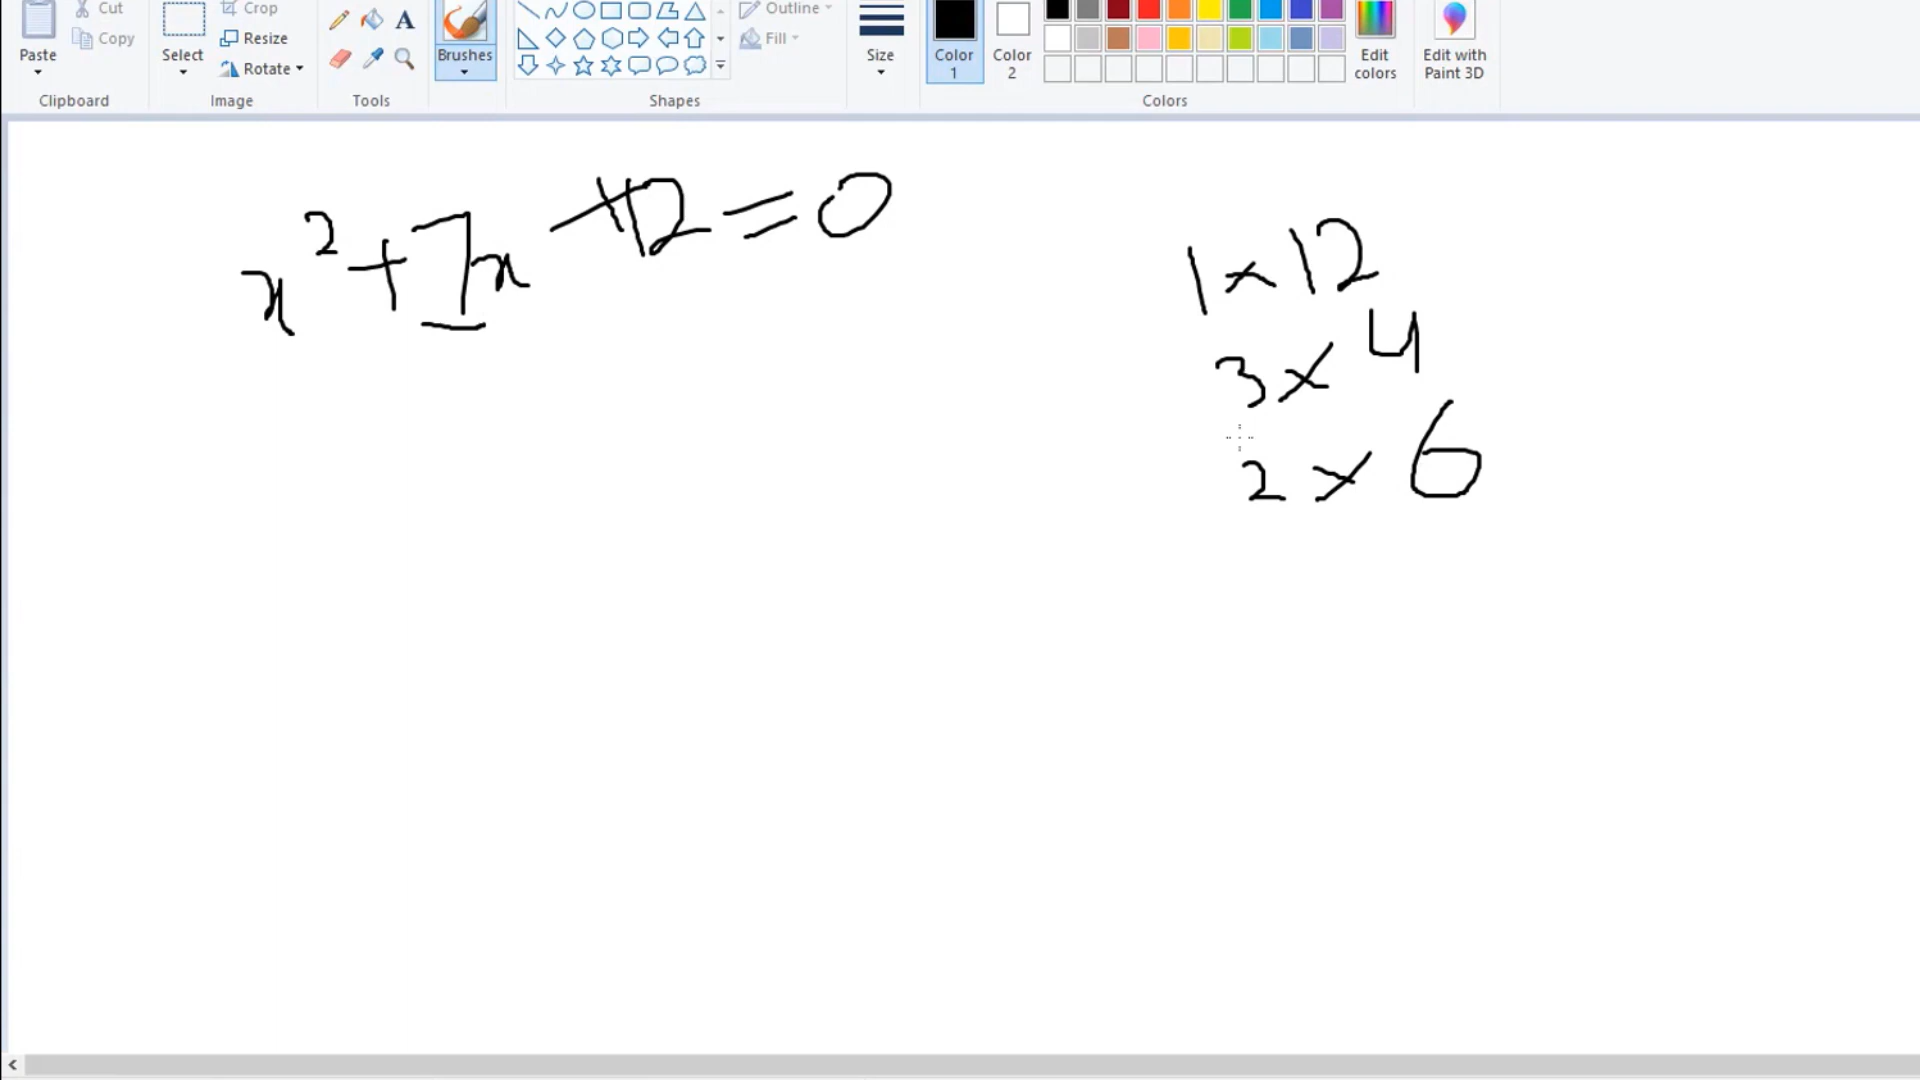 Cut
Crop
Outline
Copy
Resize
Fill
Paste
Select
Rotate
A
Brushes
Size
Color 1
Color 2
Edit colors
Edit with Paint 3D
Clipboard
Image
Tools
Shapes
Colors
x² + 7x + 12 = 0
1 x 12
3 x 4
2 x 6